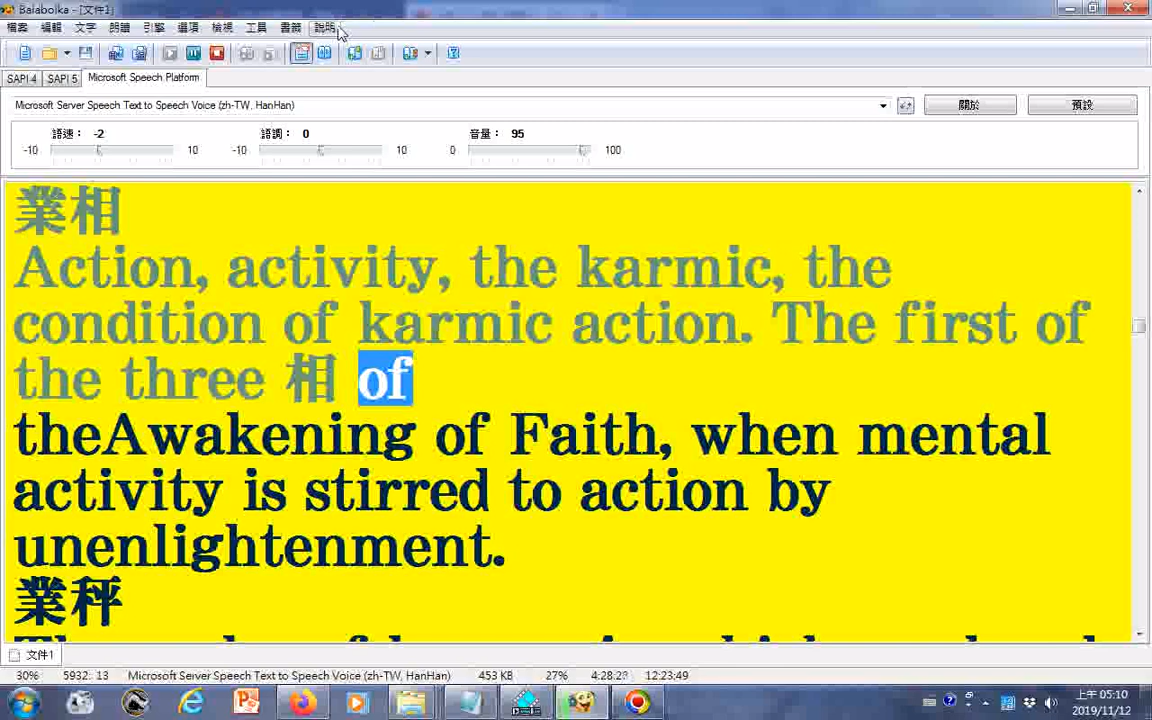 Balabolka - [文件1]
檔案 編輯 文字 朗讀 引擎 選項 檢視 工具 書籤 說明
SAPI 4 SAPI 5 Microsoft Speech Platform
Microsoft Server Speech Text to Speech Voice (zh-TW, HanHan) 關於 預設
語速： -2 語調： 0 音量： 95
-10 10 -10 10 0 100
業相
Action, activity, the karmic, the
condition of karmic action. The first of
the three 相 of
theAwakening of Faith, when mental
activity is stirred to action by
unenlightenment.
業秤
文件1
30% 5932: 13 Microsoft Server Speech Text to Speech Voice (zh-TW, HanHan) 453 KB 27% 4:28:23 12:23:49
上午 05:10
2019/11/12